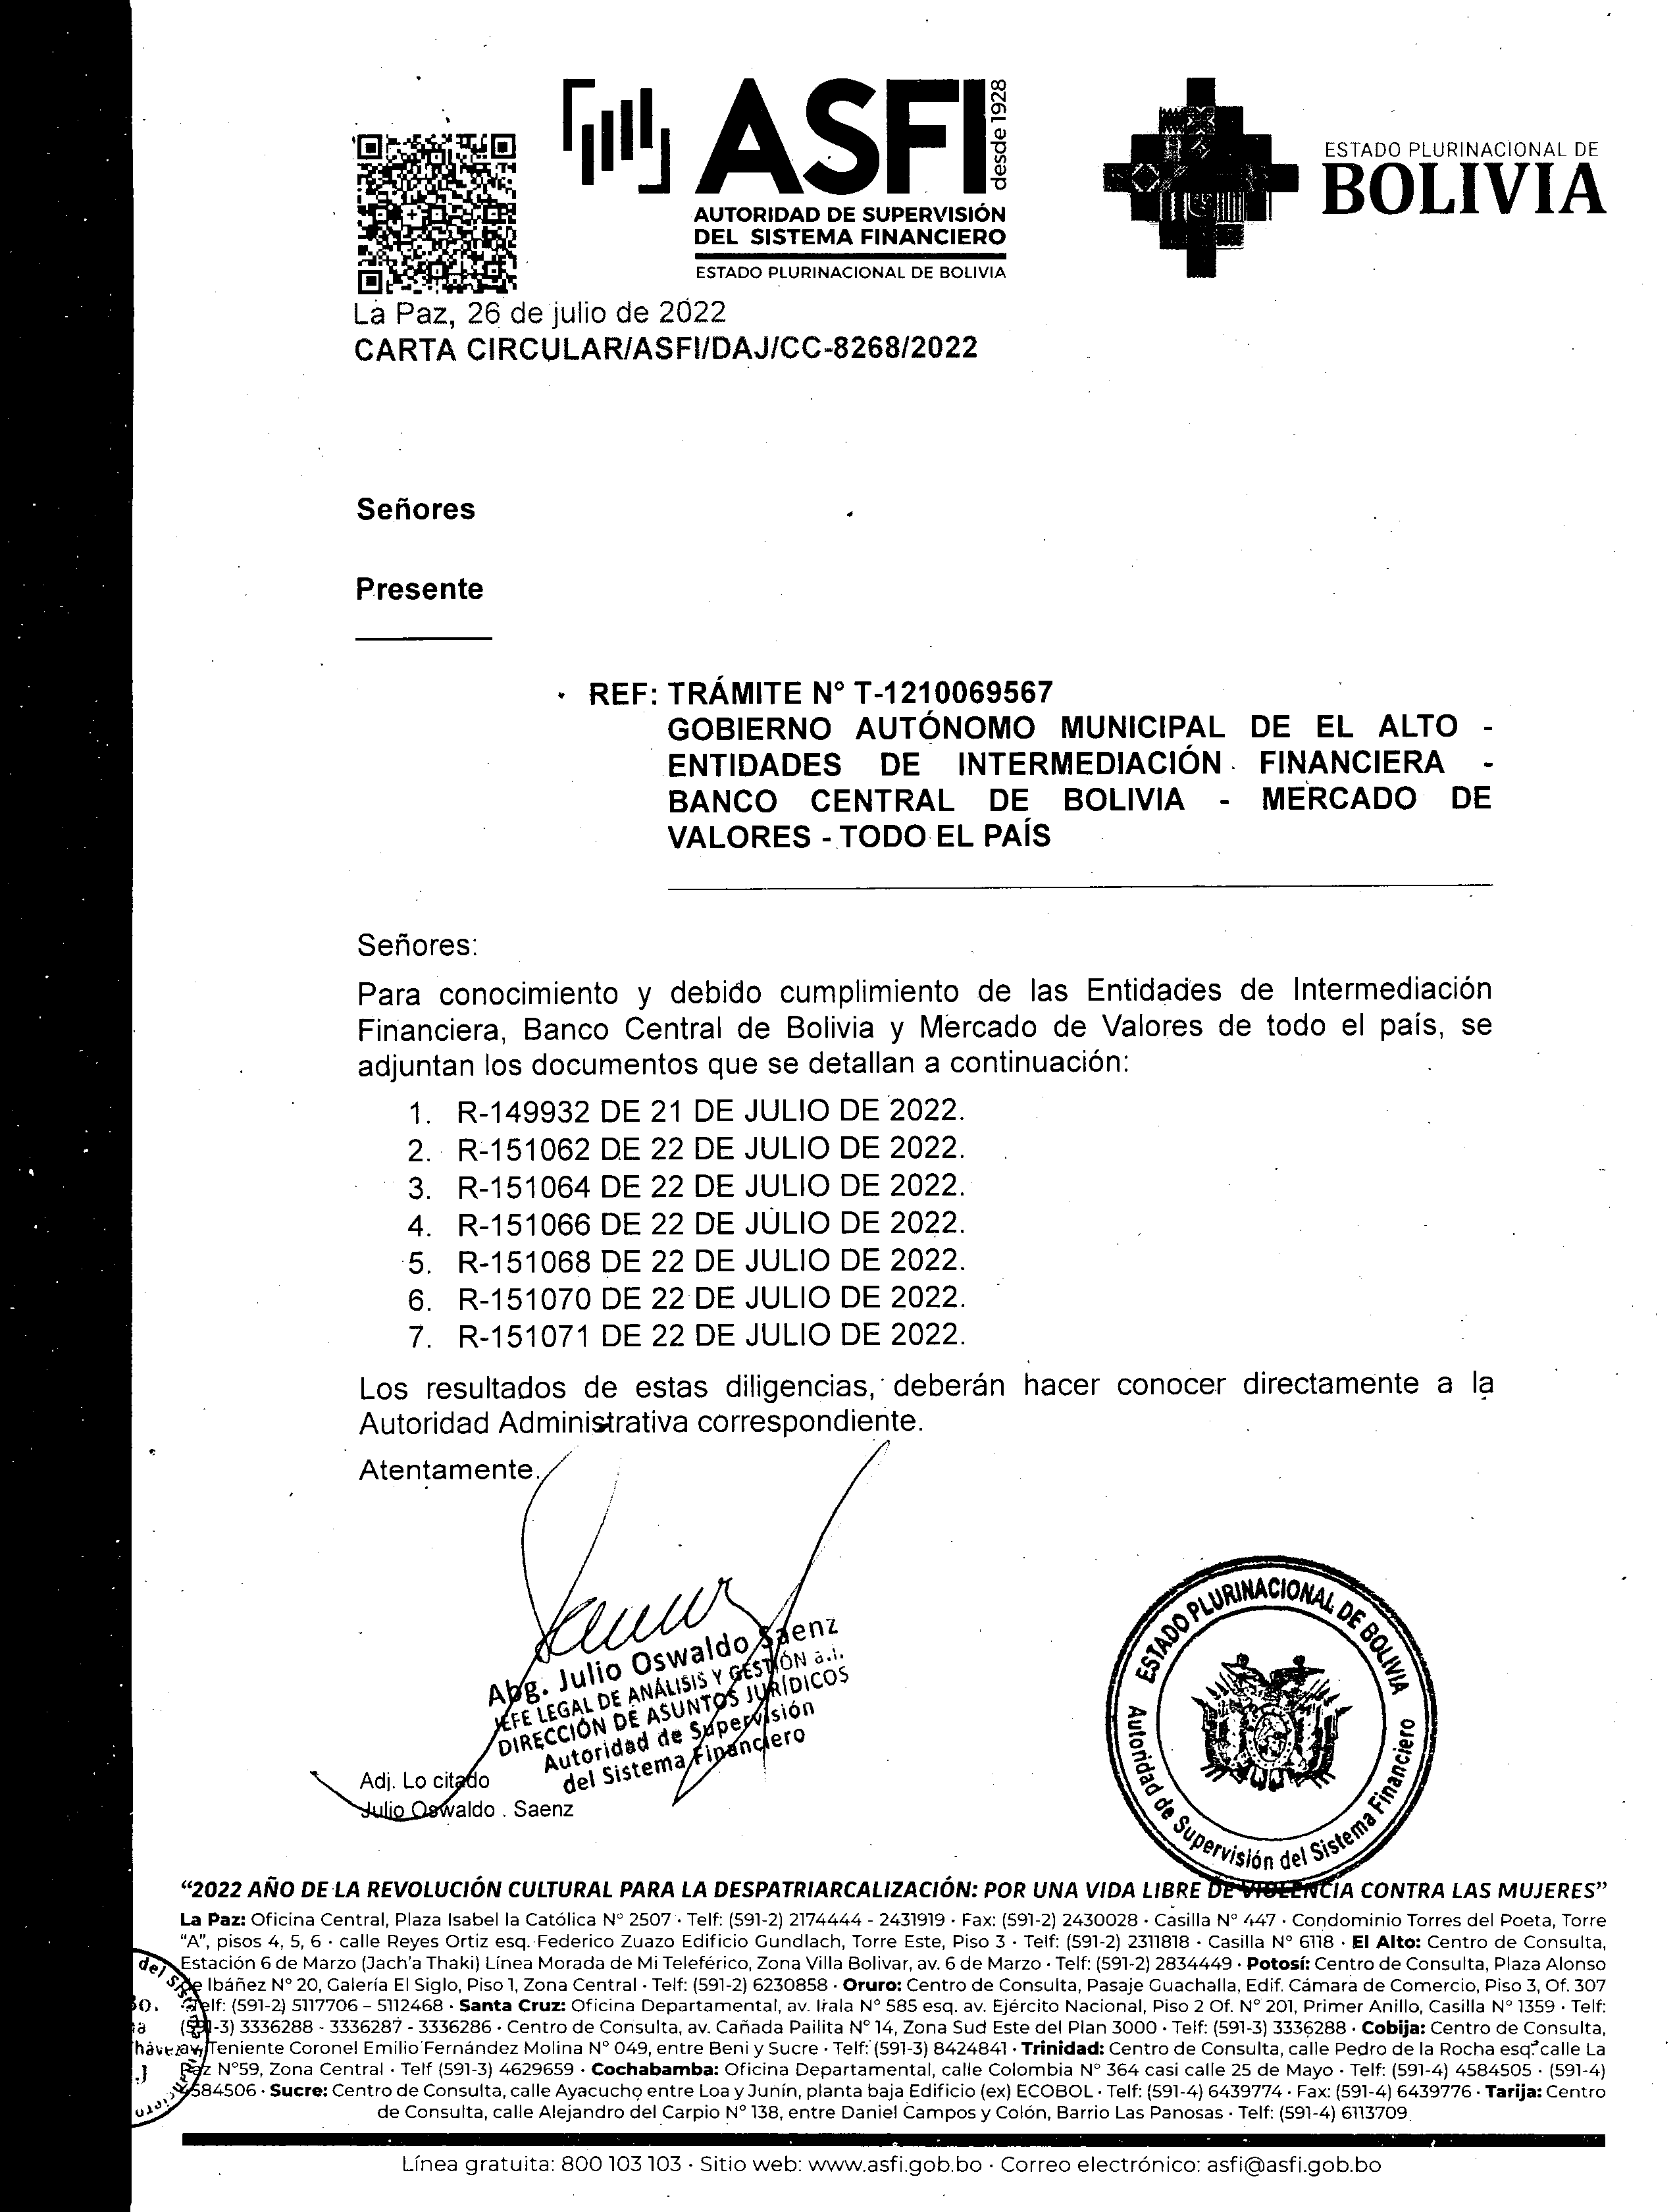 ASFI
desde 1928
AUTORIDAD DE SUPERVISIÓN
DEL SISTEMA FINANCIERO
ESTADO PLURINACIONAL DE BOLIVIA
ESTADO PLURINACIONAL DE
BOLIVIA
La Paz, 26 de julio de 2022
CARTA CIRCULAR/ASFI/DAJ/CC-8268/2022
Señores
Presente
REF: TRÁMITE N° T-1210069567
GOBIERNO AUTÓNOMO MUNICIPAL DE EL ALTO -
ENTIDADES DE INTERMEDIACIÓN FINANCIERA -
BANCO CENTRAL DE BOLIVIA - MERCADO DE
VALORES - TODO EL PAÍS
Señores:
Para conocimiento y debido cumplimiento de las Entidades de Intermediación
Financiera, Banco Central de Bolivia y Mercado de Valores de todo el país, se
adjuntan los documentos que se detallan a continuación:
1. R-149932 DE 21 DE JULIO DE 2022.
2. R-151062 DE 22 DE JULIO DE 2022.
3. R-151064 DE 22 DE JULIO DE 2022.
4. R-151066 DE 22 DE JULIO DE 2022.
5. R-151068 DE 22 DE JULIO DE 2022.
6. R-151070 DE 22 DE JULIO DE 2022.
7. R-151071 DE 22 DE JULIO DE 2022.
Los resultados de estas diligencias, deberán hacer conocer directamente a la
Autoridad Administrativa correspondiente.
Atentamente.
Abg. Julio Oswaldo Saenz
JEFE LEGAL DE ANÁLISIS Y GESTIÓN a.i.
DIRECCIÓN DE ASUNTOS JURÍDICOS
Autoridad de Supervisión
del Sistema Financiero
ESTADO PLURINACIONAL DE BOLIVIA
Autoridad de Supervisión del Sistema Financiero
Adj. Lo citado
Julio Oswaldo . Saenz
"2022 AÑO DE LA REVOLUCIÓN CULTURAL PARA LA DESPATRIARCALIZACIÓN: POR UNA VIDA LIBRE DE VIOLENCIA CONTRA LAS MUJERES"
La Paz: Oficina Central, Plaza Isabel la Católica N° 2507 · Telf: (591-2) 2174444 - 2431919 · Fax: (591-2) 2430028 · Casilla N° 447 · Condominio Torres del Poeta, Torre
"A", pisos 4, 5, 6 · calle Reyes Ortiz esq. Federico Zuazo Edificio Gundlach, Torre Este, Piso 3 · Telf: (591-2) 2311818 · Casilla N° 6118 · El Alto: Centro de Consulta,
Estación 6 de Marzo (Jach'a Thaki) Línea Morada de Mi Teleférico, Zona Villa Bolivar, av. 6 de Marzo · Telf: (591-2) 2834449 · Potosí: Centro de Consulta, Plaza Alonso
de Ibáñez N° 20, Galería El Siglo, Piso 1, Zona Central · Telf: (591-2) 6230858 · Oruro: Centro de Consulta, Pasaje Guachalla, Edif. Cámara de Comercio, Piso 3, Of. 307
Telf: (591-2) 5117706 – 5112468 · Santa Cruz: Oficina Departamental, av. Irala N° 585 esq. av. Ejército Nacional, Piso 2 Of. N° 201, Primer Anillo, Casilla N° 1359 · Telf:
(591-3) 3336288 - 3336287 - 3336286 · Centro de Consulta, av. Cañada Pailita N° 14, Zona Sud Este del Plan 3000 · Telf: (591-3) 3336288 · Cobija: Centro de Consulta,
av. Teniente Coronel Emilio Fernández Molina N° 049, entre Beni y Sucre · Telf: (591-3) 8424841 · Trinidad: Centro de Consulta, calle Pedro de la Rocha esq. calle La
Paz N°59, Zona Central · Telf (591-3) 4629659 · Cochabamba: Oficina Departamental, calle Colombia N° 364 casi calle 25 de Mayo · Telf: (591-4) 4584505 · (591-4)
4584506 · Sucre: Centro de Consulta, calle Ayacucho entre Loa y Junín, planta baja Edificio (ex) ECOBOL · Telf: (591-4) 6439774 · Fax: (591-4) 6439776 · Tarija: Centro
de Consulta, calle Alejandro del Carpio N° 138, entre Daniel Campos y Colón, Barrio Las Panosas · Telf: (591-4) 6113709
Línea gratuita: 800 103 103 · Sitio web: www.asfi.gob.bo · Correo electrónico: asfi@asfi.gob.bo